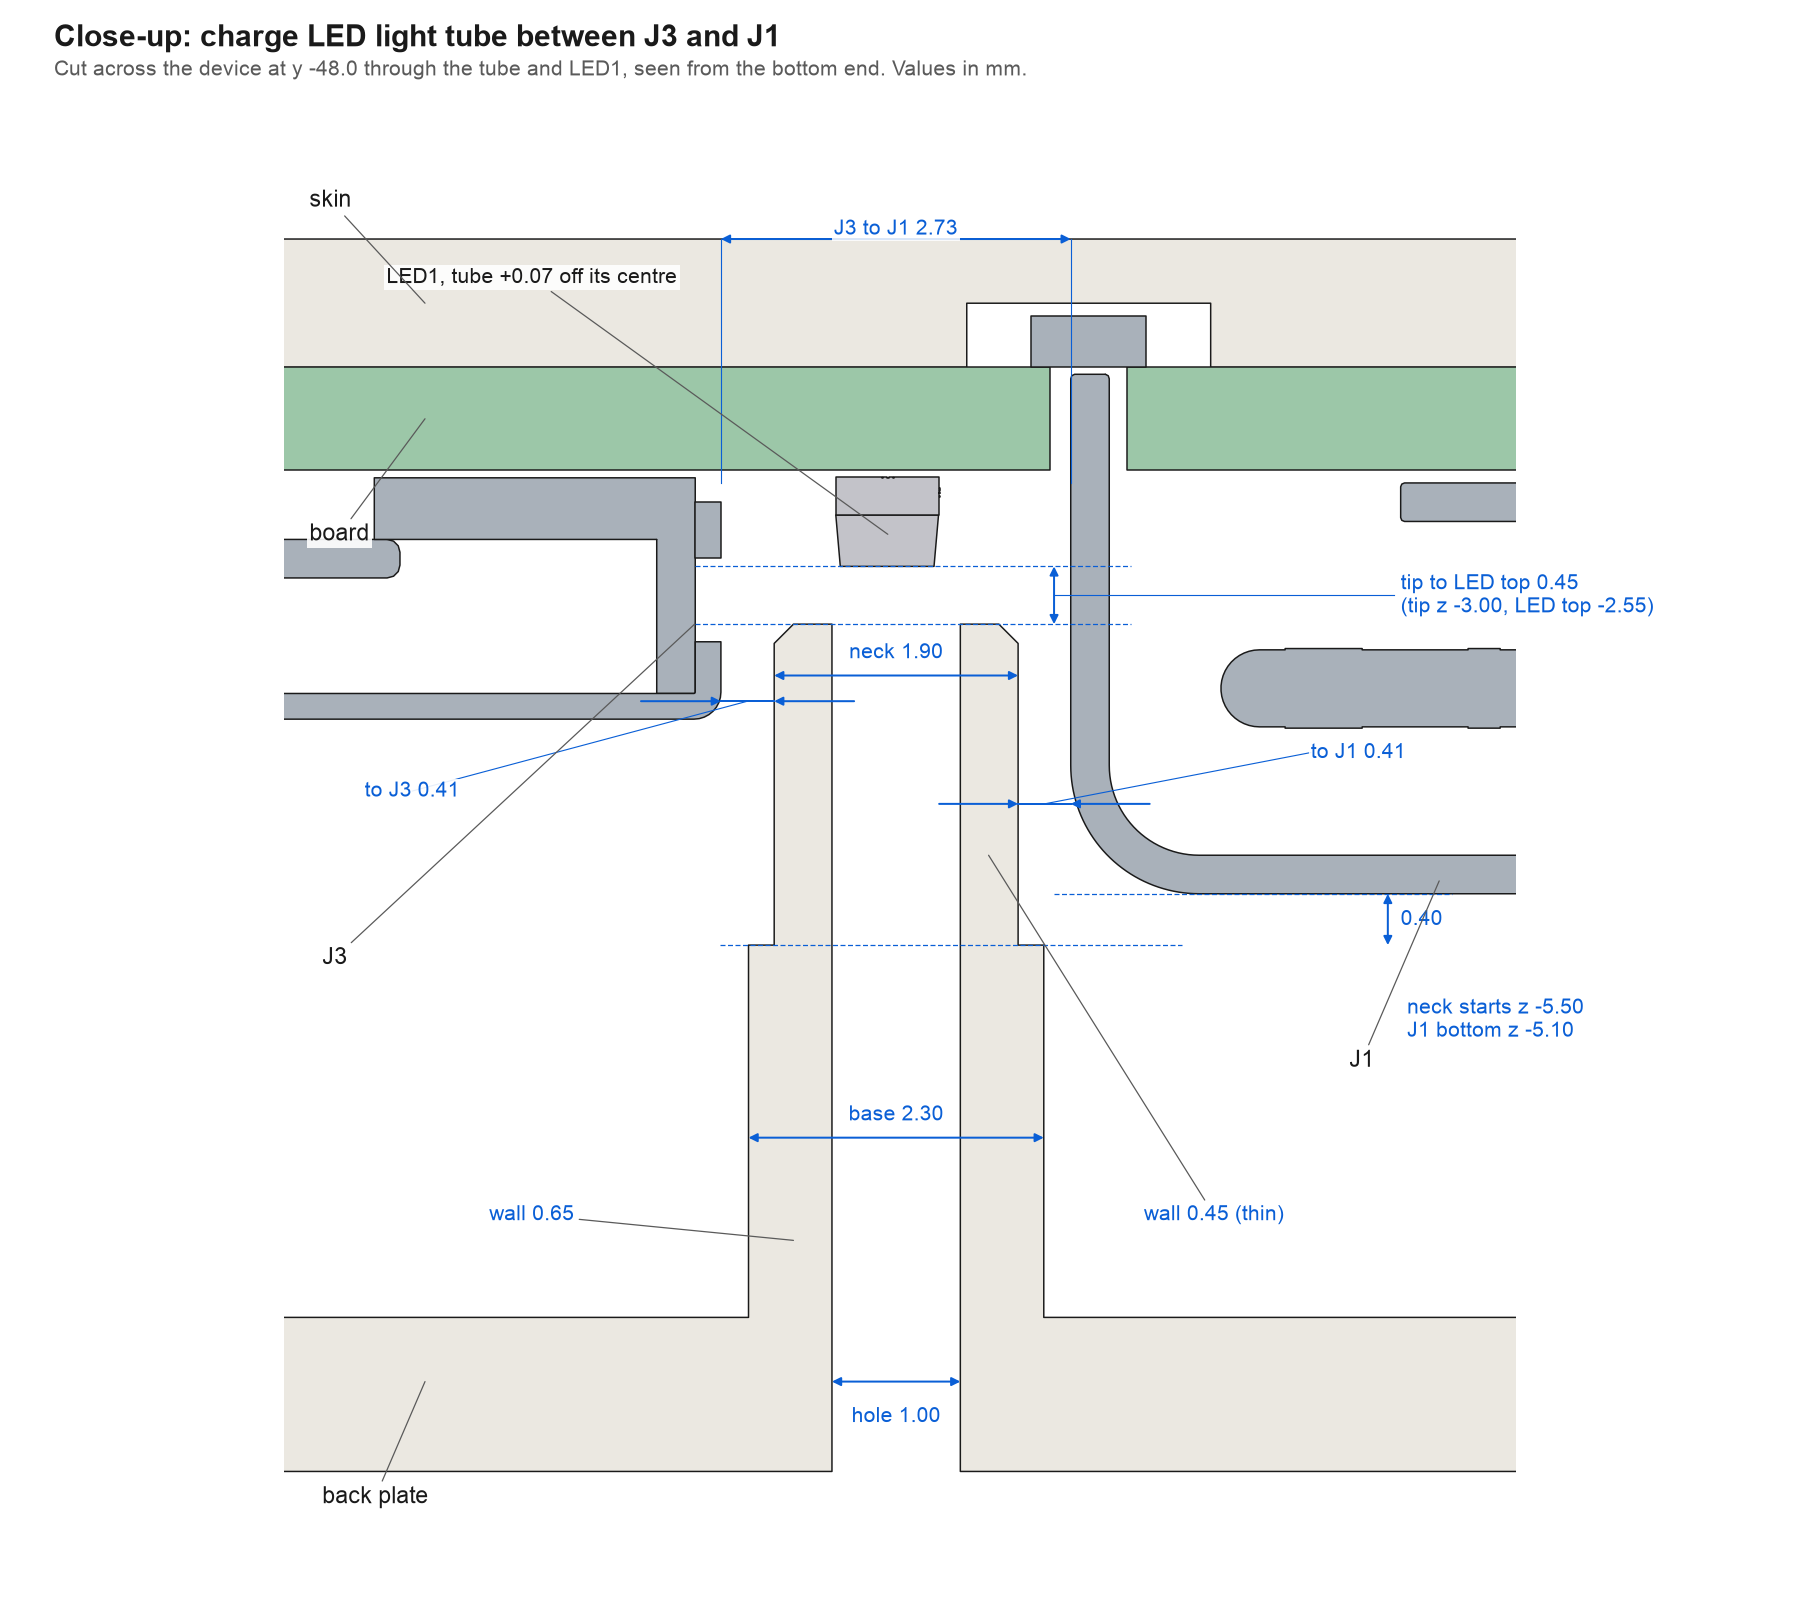 Close-up: charge LED light tube between J3 and J1
Cut across the device at y -48.0 through the tube and LED1, seen from the bottom end. Values in mm.
skin
J3 to J1 2.73
LED1, tube +0.07 off its centre
board
tip to LED top 0.45
(tip z -3.00, LED top -2.55)
neck 1.90
to J1 0.41
to J3 0.41
0.40
J3
neck starts z -5.50
J1 bottom z -5.10
J1
base 2.30
wall 0.65
wall 0.45 (thin)
hole 1.00
back plate